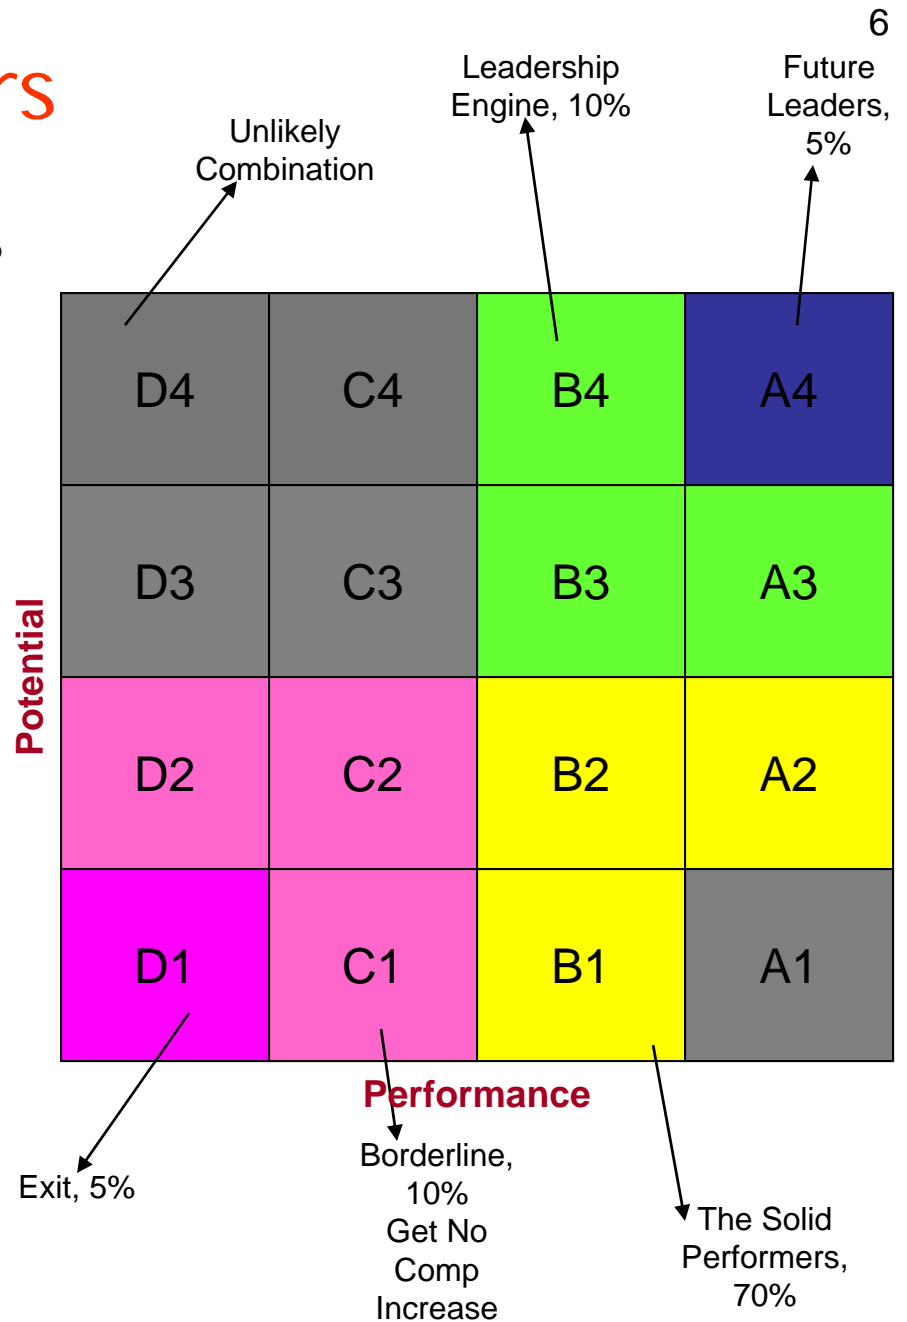 6
rs
Leadership
Engine, 10%
Future
Leaders,
5%
Unlikely
Combination
D4 C4 B4 A4
D3 C3 B3 A3
Potential
D2 C2 B2 A2
D1 C1 B1 A1
Performance
Exit, 5%
Borderline,
10%
Get No
Comp
Increase
The Solid
Performers,
70%